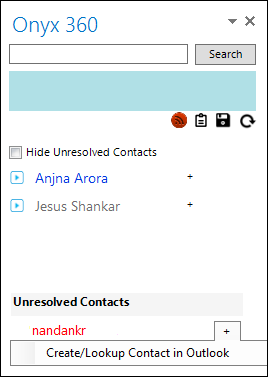 Onyx 360
Search
Hide Unresolved Contacts
Anjna Arora +
Jesus Shankar +
Unresolved Contacts
nandankr +
Create/Lookup Contact in Outlook